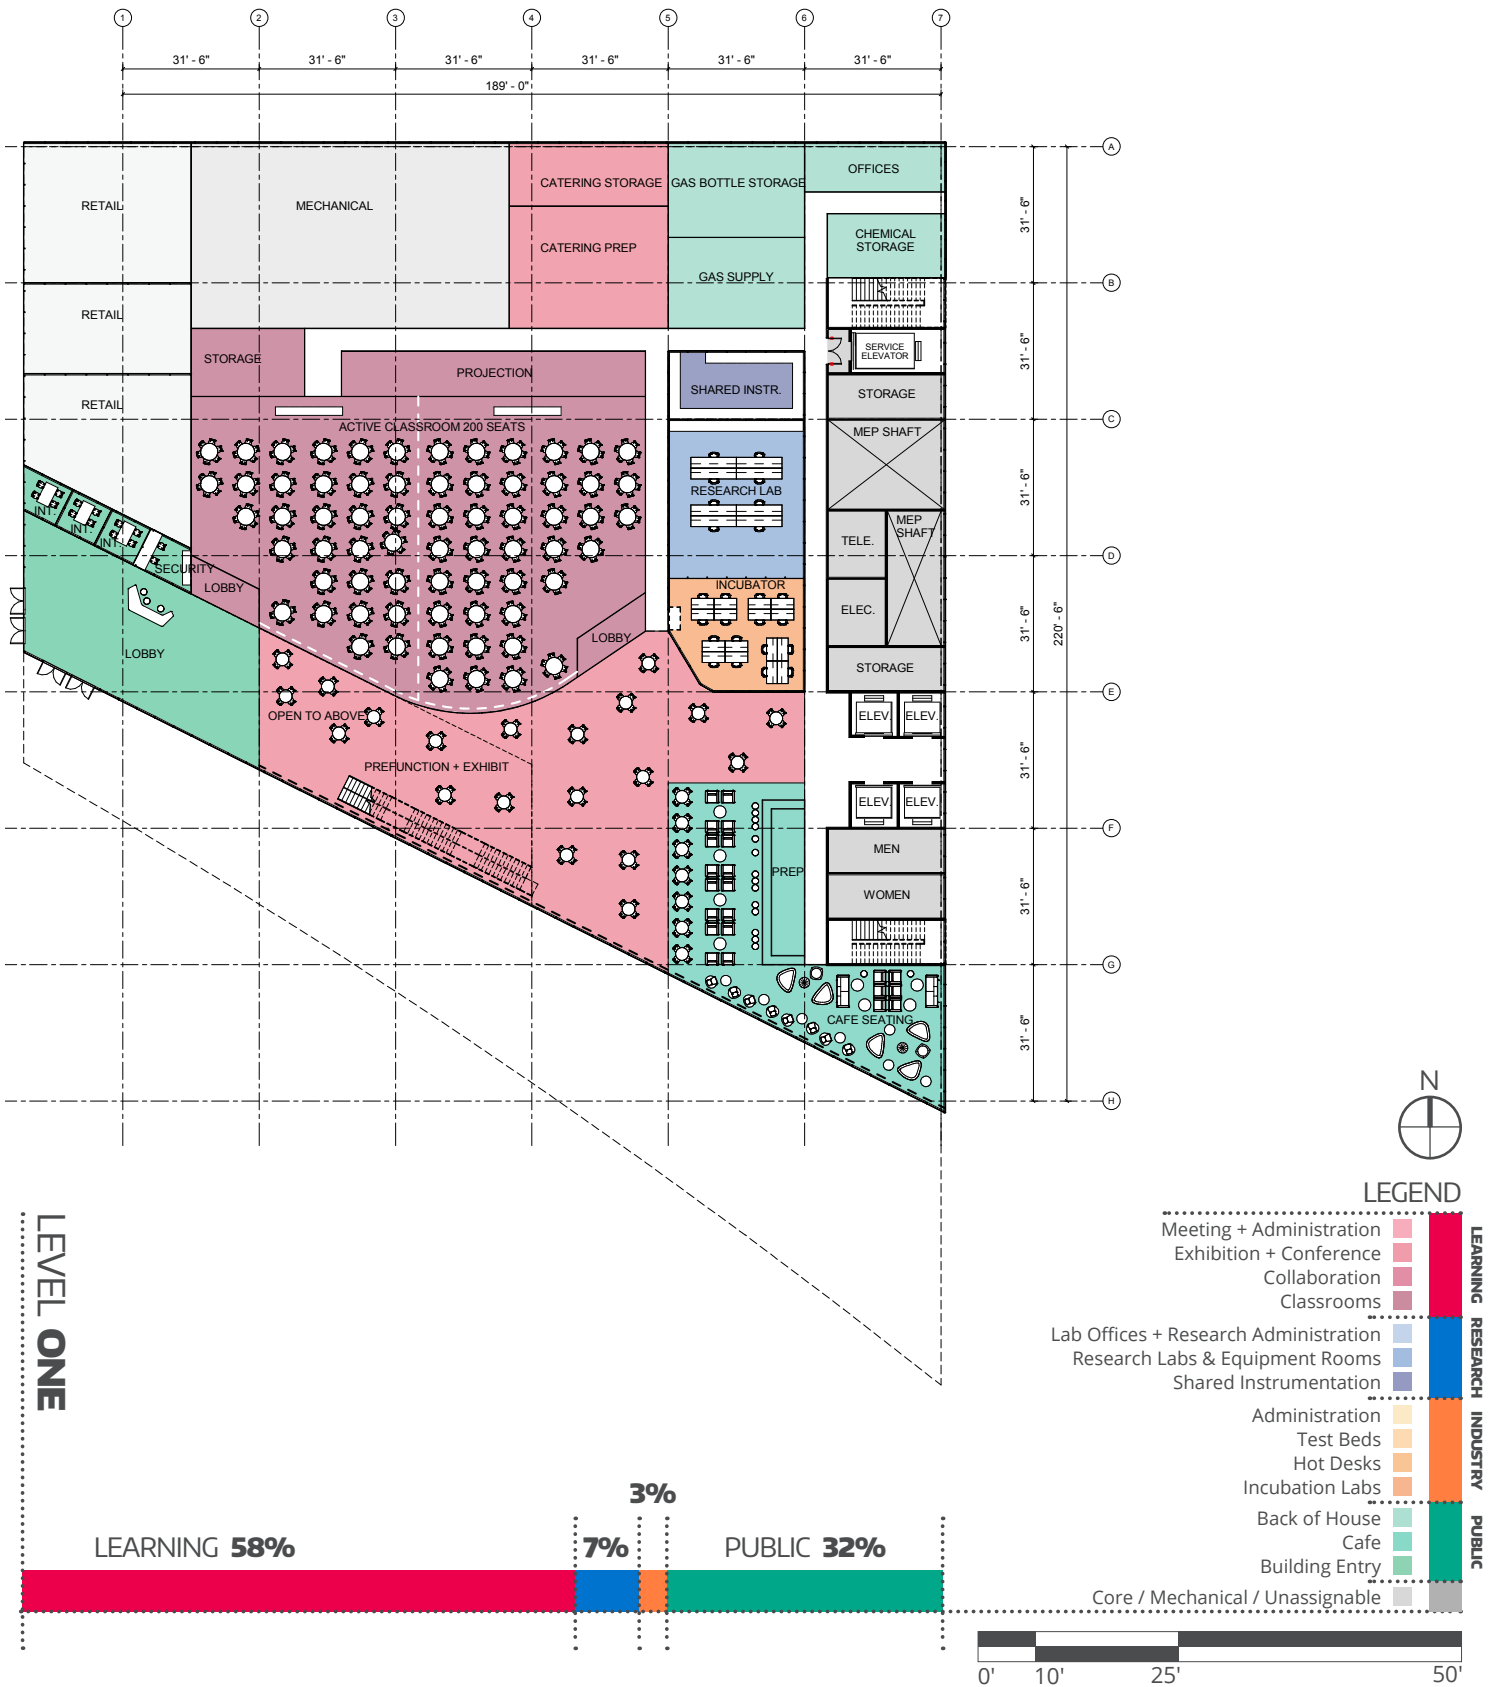 1 2 3 4 5 6 7
31' - 6" 31' - 6" 31' - 6" 31' - 6" 31' - 6" 31' - 6"
189' - 0"
A
B
C
D
E
F
G
H
31' - 6"
31' - 6"
31' - 6"
31' - 6"
31' - 6"
31' - 6"
31' - 6"
220' - 6"
RETAIL
MECHANICAL
CATERING STORAGE
GAS BOTTLE STORAGE
OFFICES
CATERING PREP
CHEMICAL
STORAGE
GAS SUPPLY
RETAIL
STORAGE
PROJECTION
SERVICE
ELEVATOR
SHARED INSTR.
STORAGE
RETAIL
ACTIVE CLASSROOM 200 SEATS
MEP SHAFT
RESEARCH LAB
INT.
INT.
INT.
SECURITY
MEP
SHAFT
TELE.
LOBBY
INCUBATOR
ELEC.
LOBBY
LOBBY
STORAGE
OPEN TO ABOVE
ELEV. ELEV.
PREFUNCTION + EXHIBIT
ELEV. ELEV.
MEN
PREP
WOMEN
CAFE SEATING
N
LEVEL ONE
LEGEND
Meeting + Administration
Exhibition + Conference
Collaboration
Classrooms
LEARNING
Lab Offices + Research Administration
Research Labs & Equipment Rooms
Shared Instrumentation
RESEARCH
Administration
Test Beds
Hot Desks
Incubation Labs
INDUSTRY
Back of House
Cafe
Building Entry
PUBLIC
Core / Mechanical / Unassignable
3%
LEARNING 58% 7% PUBLIC 32%
0' 10' 25' 50'